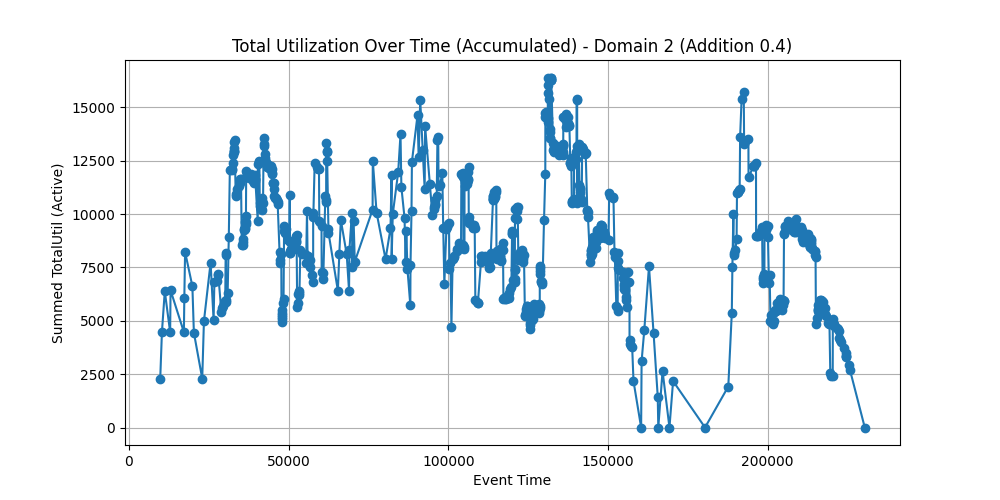 Total Utilization Over Time (Accumulated) - Domain 2 (Addition 0.4)
Summed TotalUtil (Active)
15000
12500
10000
7500
5000
2500
0
0 50000 100000 150000 200000
Event Time